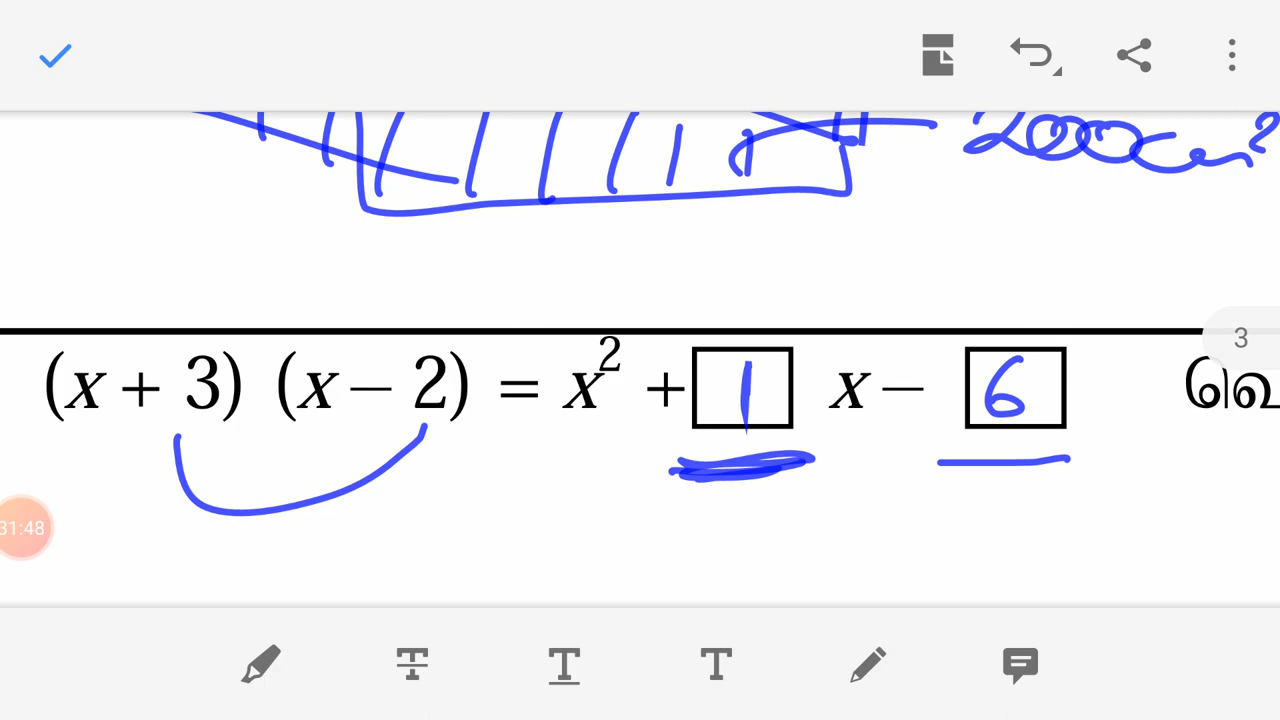 2000cm²
3
(x + 3) (x − 2) = x² + 1 x − 6
31:48
T T T